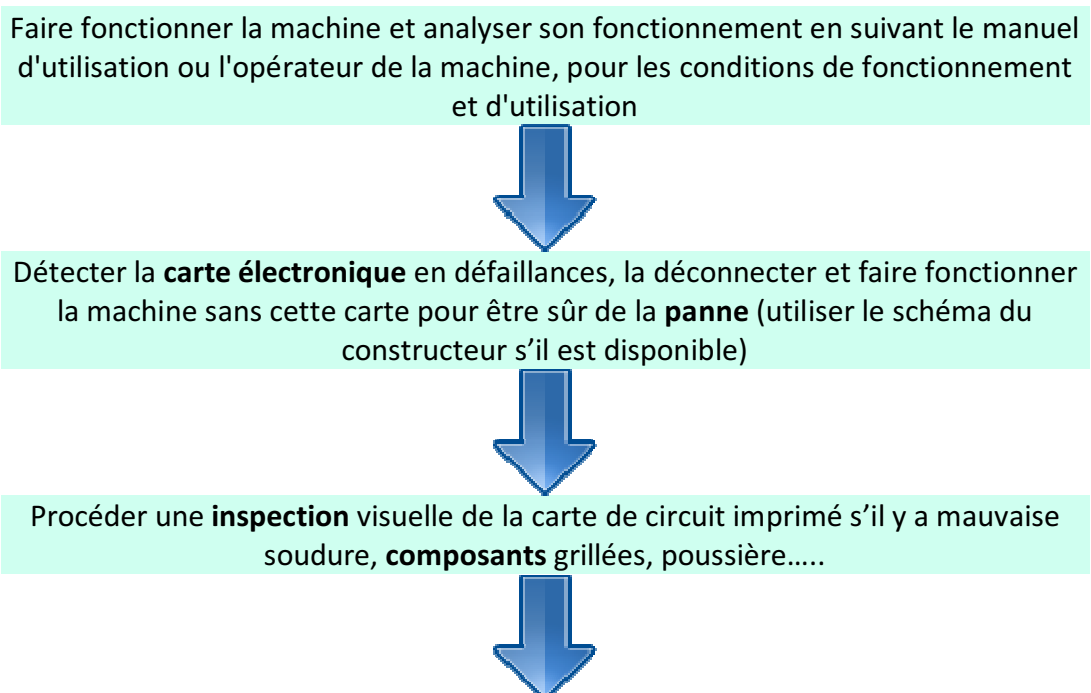 Faire fonctionner la machine et analyser son fonctionnement en suivant le manuel
d'utilisation ou l'opérateur de la machine, pour les conditions de fonctionnement
et d'utilisation
Détecter la carte électronique en défaillances, la déconnecter et faire fonctionner
la machine sans cette carte pour être sûr de la panne (utiliser le schéma du
constructeur s’il est disponible)
Procéder une inspection visuelle de la carte de circuit imprimé s’il y a mauvaise
soudure, composants grillées, poussière…..